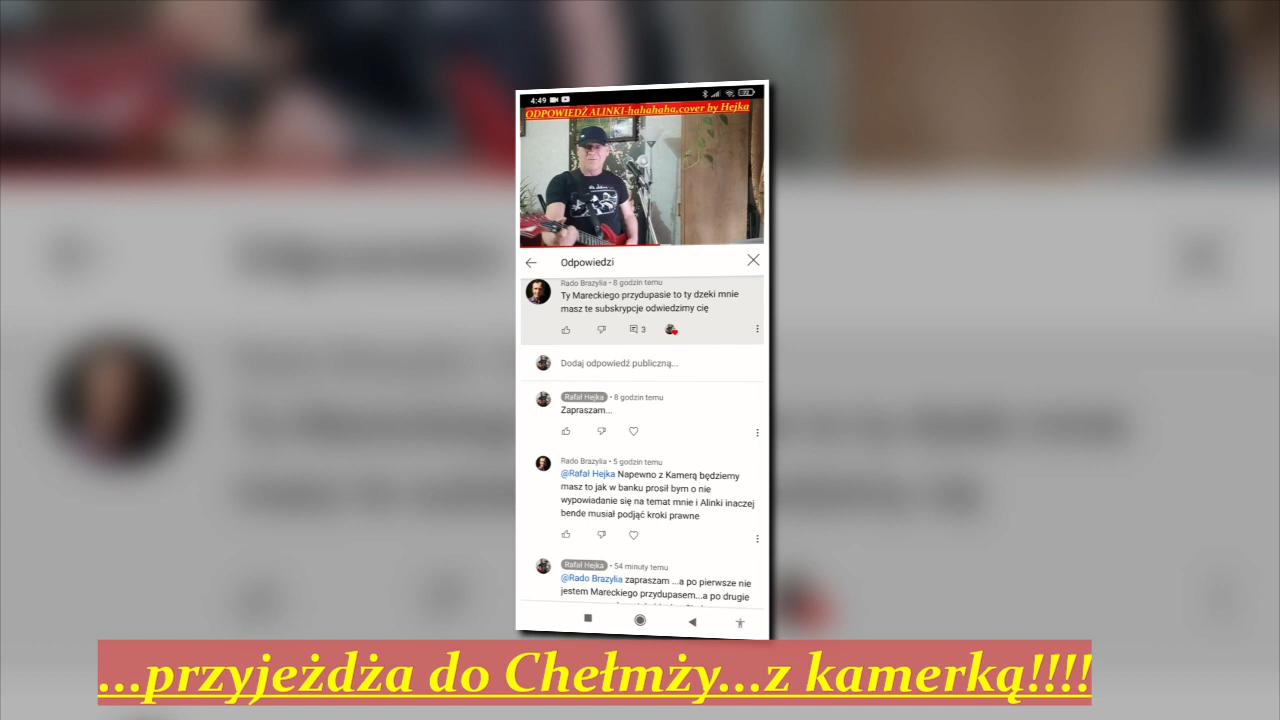 4:49
72
ODPOWIEDŹ ALINKI-hahahaha,cover by Hejka
Odpowiedzi
Rado Brazylia • 8 godzin temu
Ty Mareckiego przydupasie to ty dzeki mnie
masz te subskrypcje odwiedzimy cię
3
Dodaj odpowiedź publiczną...
Rafał Hejka • 8 godzin temu
Zapraszam...
Rado Brazylia • 5 godzin temu
@Rafał Hejka Napewno z Kamerą będziemy
masz to jak w banku prosił bym o nie
wypowiadanie się na temat mnie i Alinki inaczej
bende musiał podjąć kroki prawne
Rafał Hejka • 54 minuty temu
@Rado Brazylia zapraszam ...a po pierwsze nie
jestem Mareckiego przydupasem...a po drugie
...przyjeżdża do Chełmży...z kamerką!!!!